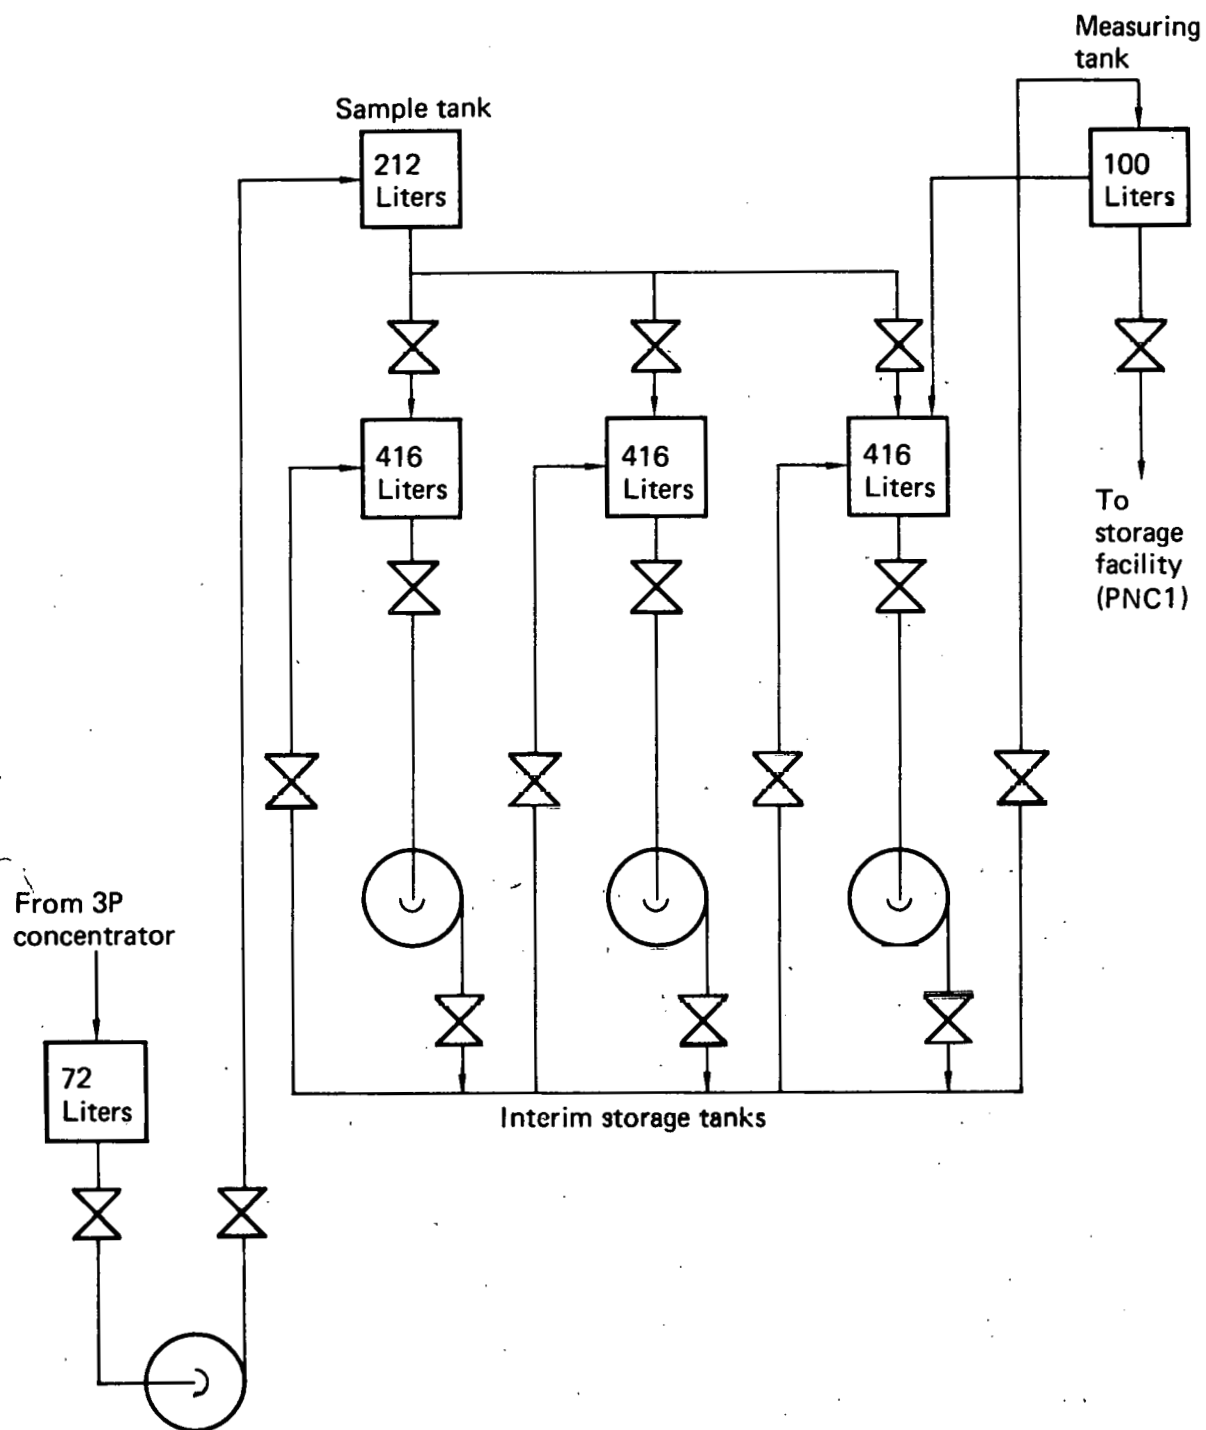 Measuring
tank
Sample tank
212
Liters
100
Liters
416
Liters
416
Liters
416
Liters
To
storage
facility
(PNC1)
From 3P
concentrator
72
Liters
Interim storage tanks